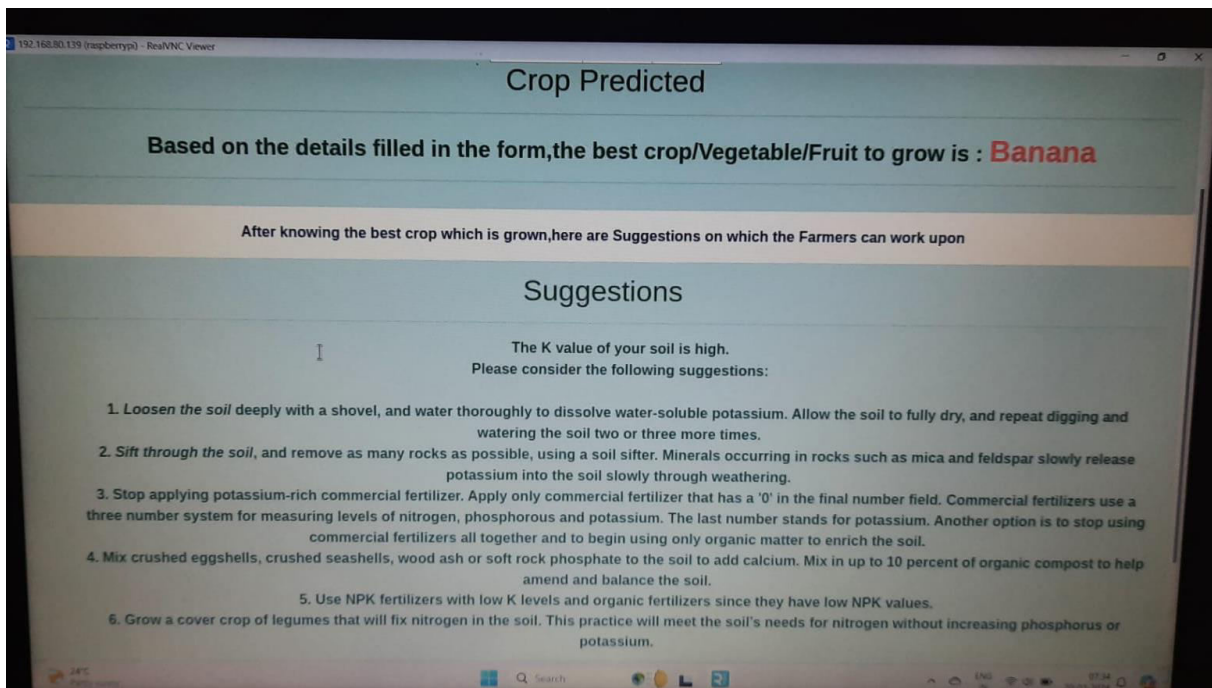 192.168.80.139 (raspberrypi) - RealVNC Viewer
Crop Predicted
Based on the details filled in the form,the best crop/Vegetable/Fruit to grow is : Banana
After knowing the best crop which is grown,here are Suggestions on which the Farmers can work upon
Suggestions
The K value of your soil is high.
Please consider the following suggestions:
1. Loosen the soil deeply with a shovel, and water thoroughly to dissolve water-soluble potassium. Allow the soil to fully dry, and repeat digging and
watering the soil two or three more times.
2. Sift through the soil, and remove as many rocks as possible, using a soil sifter. Minerals occurring in rocks such as mica and feldspar slowly release
potassium into the soil slowly through weathering.
3. Stop applying potassium-rich commercial fertilizer. Apply only commercial fertilizer that has a '0' in the final number field. Commercial fertilizers use a
three number system for measuring levels of nitrogen, phosphorous and potassium. The last number stands for potassium. Another option is to stop using
commercial fertilizers all together and to begin using only organic matter to enrich the soil.
4. Mix crushed eggshells, crushed seashells, wood ash or soft rock phosphate to the soil to add calcium. Mix in up to 10 percent of organic compost to help
amend and balance the soil.
5. Use NPK fertilizers with low K levels and organic fertilizers since they have low NPK values.
6. Grow a cover crop of legumes that will fix nitrogen in the soil. This practice will meet the soil's needs for nitrogen without increasing phosphorus or
potassium.
24°C
Search
ENG
07:34